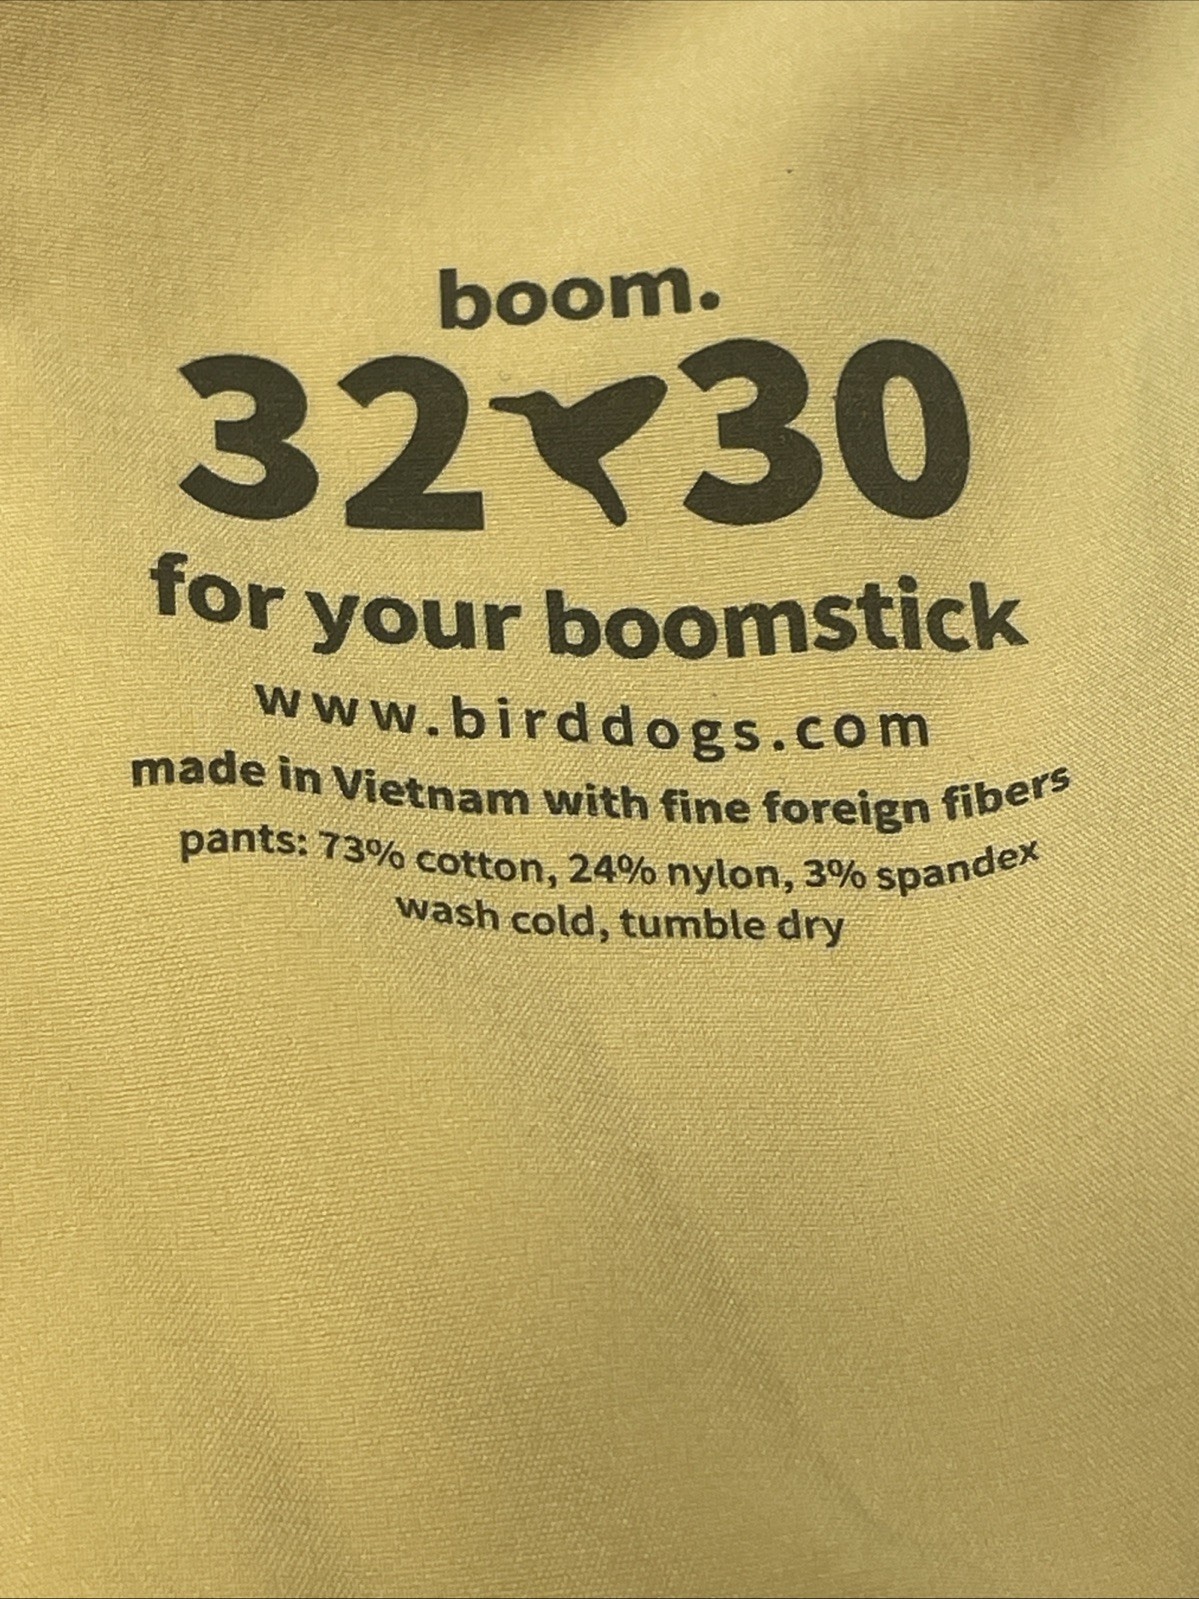 boom.
32 30
for your boomstick
www.birddogs.com
made in Vietnam with fine foreign fibers
pants: 73% cotton, 24% nylon, 3% spandex
wash cold, tumble dry